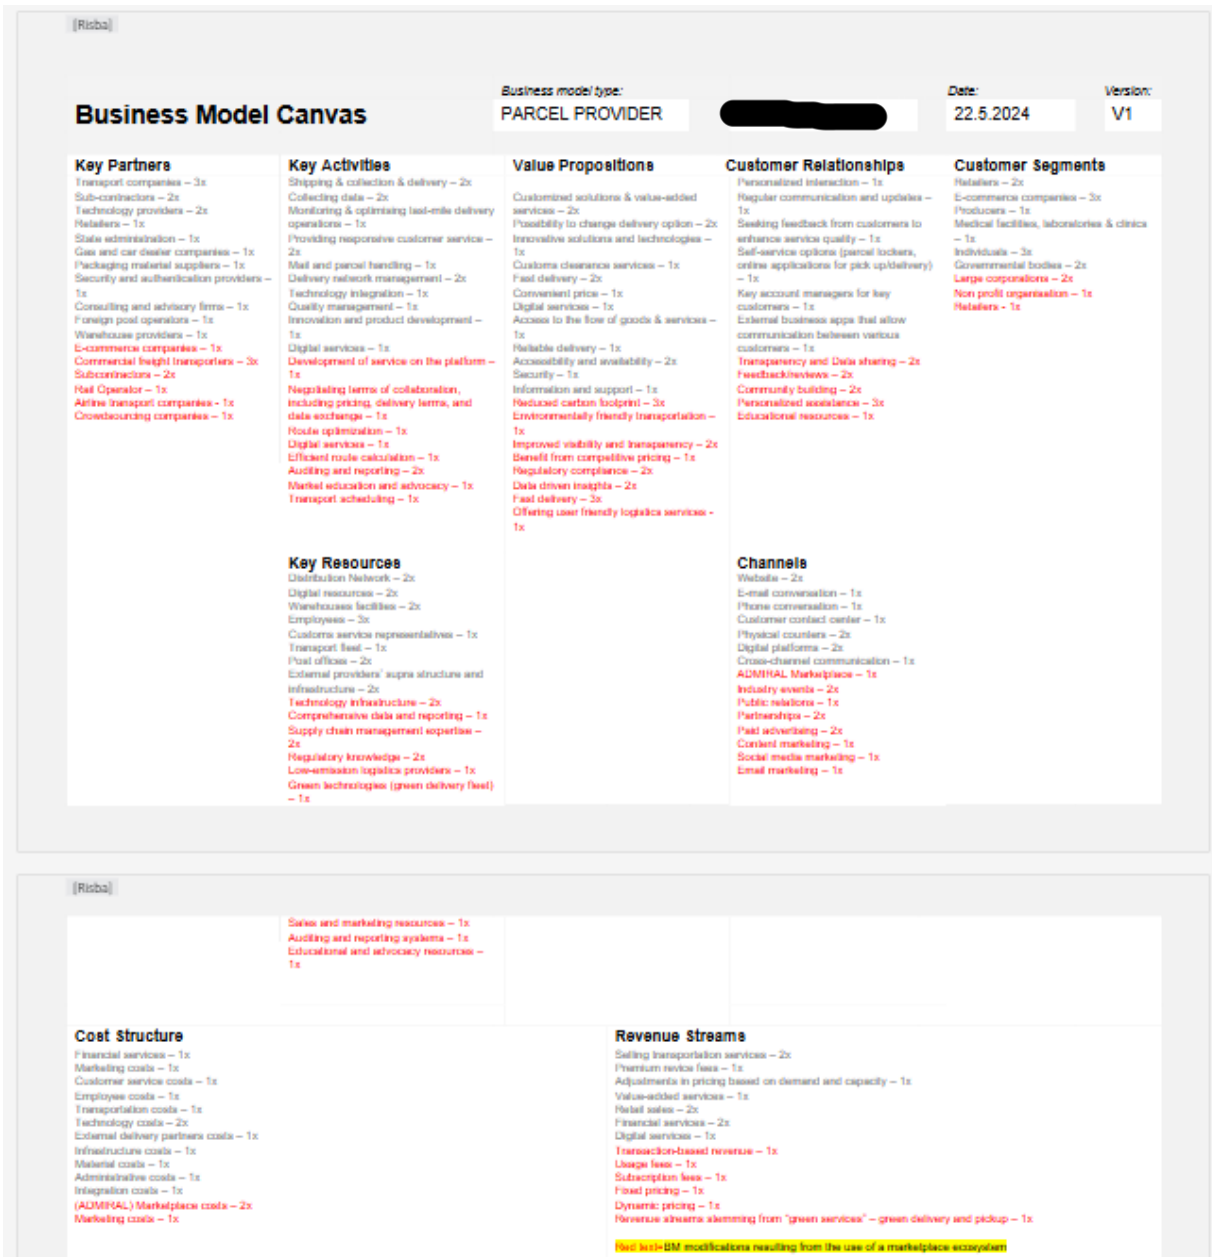 [Risba]
Business model type:
Date:
Version:
Business Model Canvas
PARCEL PROVIDER
22.5.2024
V1
Key Partners
Transport companies – 3x
Sub-contractors – 2x
Technology providers – 2x
Retailers – 1x
State administration – 1x
Gas and car dealer companies – 1x
Packaging material suppliers – 1x
Security and authentication providers –
1x
Consulting and advisory firms – 1x
Foreign post operators – 1x
Warehouse providers – 1x
E-commerce companies – 1x
Commercial freight transporters – 3x
Subcontractors – 2x
Rail Operator – 1x
Airline transport companies - 1x
Crowdsourcing companies – 1x
Key Activities
Shipping & collection & delivery – 2x
Collecting data – 2x
Monitoring & optimising last-mile delivery
operations – 1x
Providing responsive customer service –
2x
Mail and parcel handling – 1x
Delivery network management – 2x
Technology integration – 1x
Quality management – 1x
Innovation and product development –
1x
Digital services – 1x
Development of service on the platform –
1x
Negotiating terms of collaboration,
including pricing, delivery terms, and
data exchange – 1x
Route optimization – 1x
Digital services – 1x
Efficient route calculation – 1x
Auditing and reporting – 2x
Market education and advocacy – 1x
Transport scheduling – 1x
Value Propositions
Customized solutions & value-added
services – 2x
Possibility to change delivery option – 2x
Innovative solutions and technologies –
1x
Customs clearance services – 1x
Fast delivery – 2x
Convenient price – 1x
Digital services – 1x
Access to the flow of goods & services –
1x
Reliable delivery – 1x
Accessibility and availability – 2x
Security – 1x
Information and support – 1x
Reduced carbon footprint – 3x
Environmentally friendly transportation –
1x
Improved visibility and transparency – 2x
Benefit from competitive pricing – 1x
Regulatory compliance – 2x
Data driven insights – 2x
Fast delivery – 3x
Offering user friendly logistics services -
1x
Customer Relationships
Personalized interaction – 1x
Regular communication and updates –
1x
Seeking feedback from customers to
enhance service quality – 1x
Self-service options (parcel lockers,
online applications for pick up/delivery)
– 1x
Key account managers for key
customers – 1x
External business apps that allow
communication between various
customers – 1x
Transparency and Data sharing – 2x
Feedback/reviews – 2x
Community building – 2x
Personalized assistance – 3x
Educational resources – 1x
Customer Segments
Retailers – 2x
E-commerce companies – 3x
Producers – 1x
Medical facilities, laboratories & clinics
– 1x
Individuals – 3x
Governmental bodies – 2x
Large corporations – 2x
Non profit organisation – 1x
Retailers - 1x
Key Resources
Distribution Network – 2x
Digital resources – 2x
Warehouses facilities – 2x
Employees – 3x
Customs service representatives – 1x
Transport fleet – 1x
Post offices – 2x
External providers' supra structure and
infrastructure – 2x
Technology infrastructure – 2x
Comprehensive data and reporting – 1x
Supply chain management expertise –
2x
Regulatory knowledge – 2x
Low-emission logistics providers – 1x
Green technologies (green delivery fleet)
– 1x
Channels
Website – 2x
E-mail conversation – 1x
Phone conversation – 1x
Customer contact center – 1x
Physical counters – 2x
Digital platforms – 2x
Cross-channel communication – 1x
ADMIRAL Marketplace – 1x
Industry events – 2x
Public relations – 1x
Partnerships – 2x
Paid advertising – 2x
Content marketing – 1x
Social media marketing – 1x
Email marketing – 1x
[Risba]
Sales and marketing resources – 1x
Auditing and reporting systems – 1x
Educational and advocacy resources –
1x
Cost Structure
Financial services – 1x
Marketing costs – 1x
Customer service costs – 1x
Employee costs – 1x
Transportation costs – 1x
Technology costs – 2x
External delivery partners costs – 1x
Infrastructure costs – 1x
Material costs – 1x
Administrative costs – 1x
Integration costs – 1x
(ADMIRAL) Marketplace costs – 2x
Marketing costs – 1x
Revenue Streams
Selling transportation services – 2x
Premium revice fees – 1x
Adjustments in pricing based on demand and capacity – 1x
Value-added services – 1x
Retail sales – 2x
Financial services – 2x
Digital services – 1x
Transaction-based revenue – 1x
Usage fees – 1x
Subscription fees – 1x
Fixed pricing – 1x
Dynamic pricing – 1x
Revenue streams stemming from "green services" – green delivery and pickup – 1x
Red text= BM modifications resulting from the use of a marketplace ecosystem